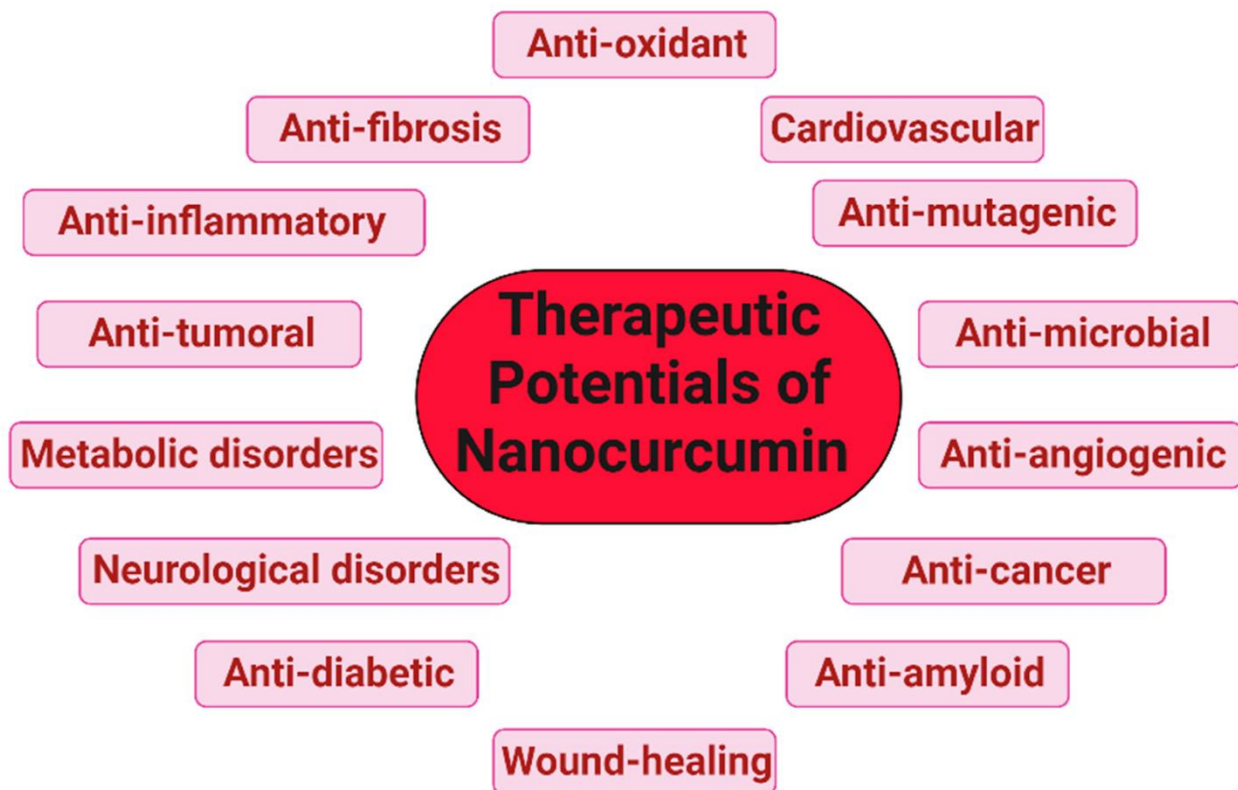 Anti-oxidant
Anti-fibrosis
Cardiovascular
Anti-inflammatory
Anti-mutagenic
Therapeutic
Potentials of
Nanocurcumin
Anti-tumoral
Anti-microbial
Metabolic disorders
Anti-angiogenic
Neurological disorders
Anti-cancer
Anti-diabetic
Anti-amyloid
Wound-healing